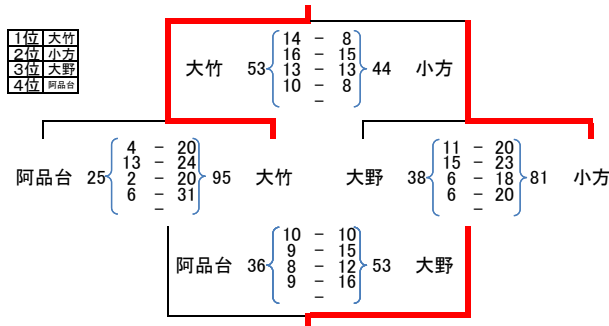 1位 大竹
2位 小方
3位 大野
4位 阿品台
大竹 53 44 小方
14 － 8
16 － 15
13 － 13
10 － 8
－
阿品台 25 95 大竹
4 － 20
13 － 24
2 － 20
6 － 31
－
大野 38 81 小方
11 － 20
15 － 23
6 － 18
6 － 20
－
阿品台 36 53 大野
10 － 10
9 － 15
8 － 12
9 － 16
－